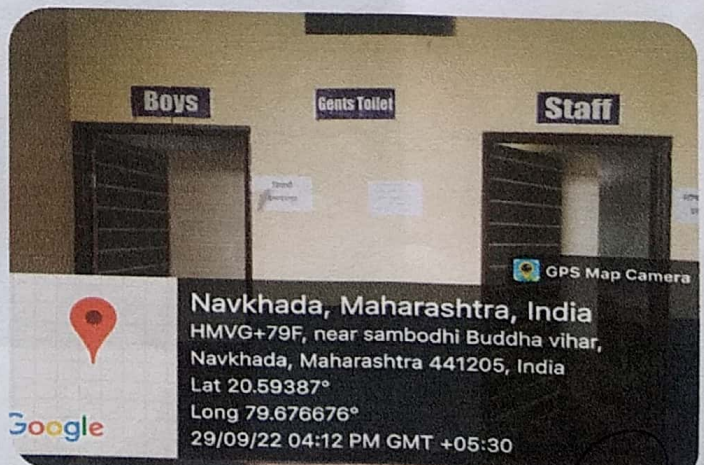 Boys
Gents Toilet
Staff
GPS Map Camera
Navkhada, Maharashtra, India
HMVG+79F, near sambodhi Buddha vihar,
Navkhada, Maharashtra 441205, India
Lat 20.59387°
Long 79.676676°
29/09/22 04:12 PM GMT +05:30
Google